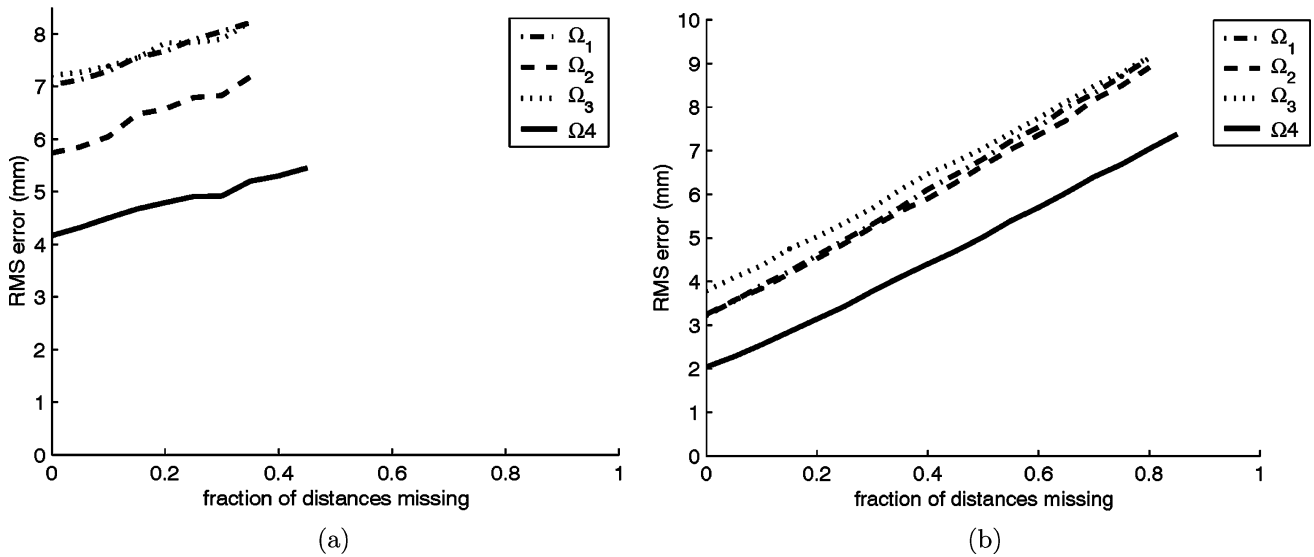 8
7
6
5
4
3
2
1
0
RMS error (mm)
0 0.2 0.4 0.6 0.8 1
fraction of distances missing
Ω1
Ω2
Ω3
Ω4
(a)
10
9
8
7
6
5
4
3
2
1
0
RMS error (mm)
0 0.2 0.4 0.6 0.8 1
fraction of distances missing
Ω1
Ω2
Ω3
Ω4
(b)